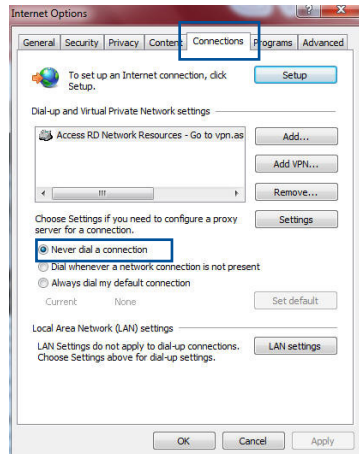 Internet Options
General Security Privacy Content Connections Programs Advanced
To set up an Internet connection, click
Setup.
Setup
Dial-up and Virtual Private Network settings
Access RD Network Resources - Go to vpn.as
Add...
Add VPN...
Remove...
Choose Settings if you need to configure a proxy
server for a connection.
Settings
Never dial a connection
Dial whenever a network connection is not present
Always dial my default connection
Current None
Set default
Local Area Network (LAN) settings
LAN Settings do not apply to dial-up connections.
Choose Settings above for dial-up settings.
LAN settings
OK Cancel Apply